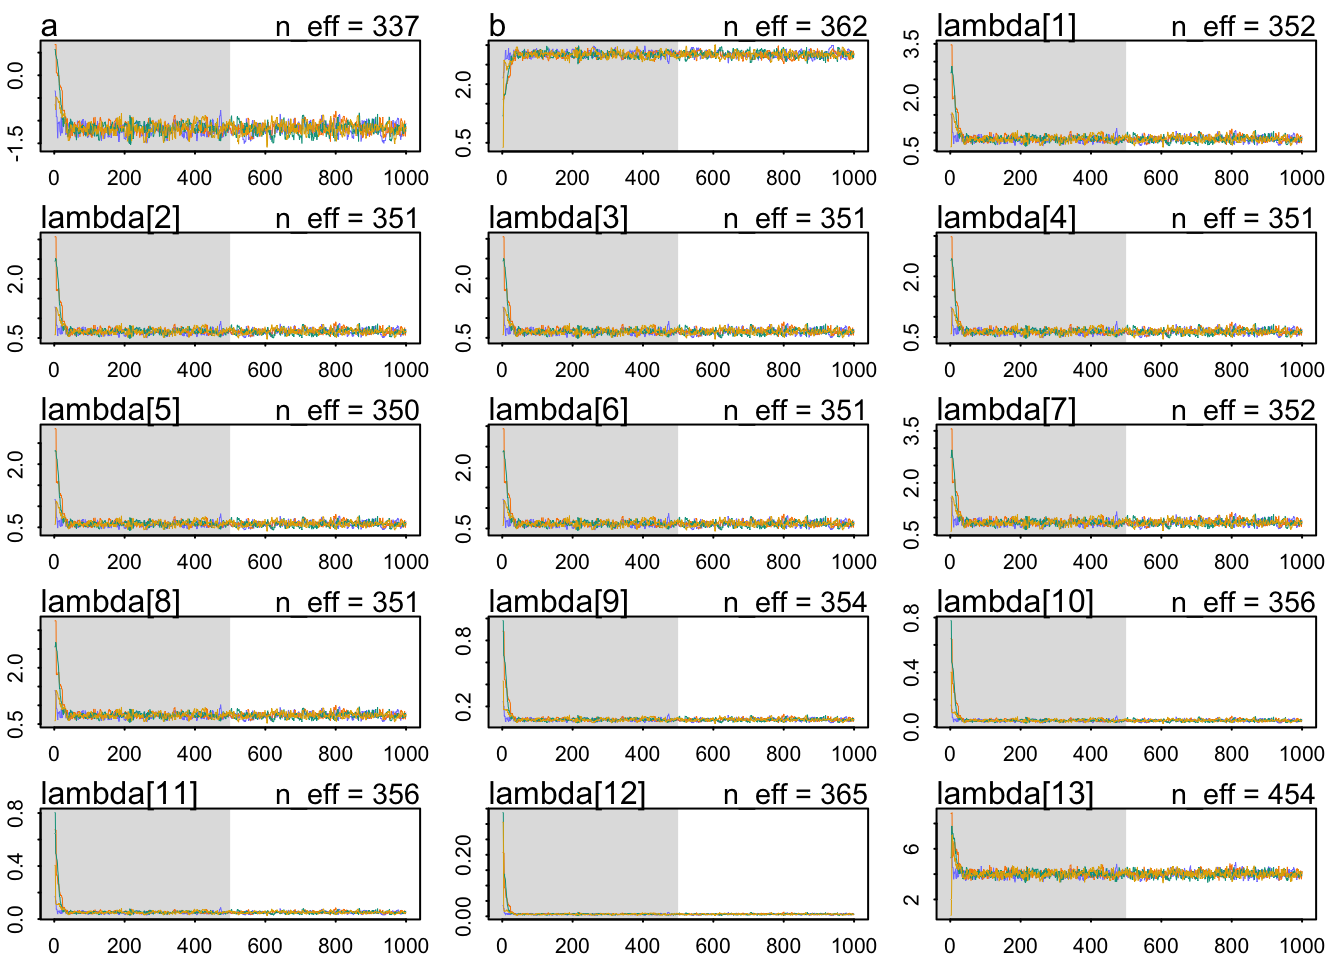 a n_eff = 337 b n_eff = 362 lambda[1] n_eff = 352
0.0 -1.5 2.0 0.5 3.5 2.0 0.5
0 200 400 600 800 1000 0 200 400 600 800 1000 0 200 400 600 800 1000
lambda[2] n_eff = 351 lambda[3] n_eff = 351 lambda[4] n_eff = 351
2.0 0.5 2.0 0.5 2.0 0.5
0 200 400 600 800 1000 0 200 400 600 800 1000 0 200 400 600 800 1000
lambda[5] n_eff = 350 lambda[6] n_eff = 351 lambda[7] n_eff = 352
2.0 0.5 2.0 0.5 3.5 2.0 0.5
0 200 400 600 800 1000 0 200 400 600 800 1000 0 200 400 600 800 1000
lambda[8] n_eff = 351 lambda[9] n_eff = 354 lambda[10] n_eff = 356
2.0 0.5 0.8 0.2 0.8 0.4 0.0
0 200 400 600 800 1000 0 200 400 600 800 1000 0 200 400 600 800 1000
lambda[11] n_eff = 356 lambda[12] n_eff = 365 lambda[13] n_eff = 454
0.8 0.4 0.0 0.20 0.00 6 2
0 200 400 600 800 1000 0 200 400 600 800 1000 0 200 400 600 800 1000